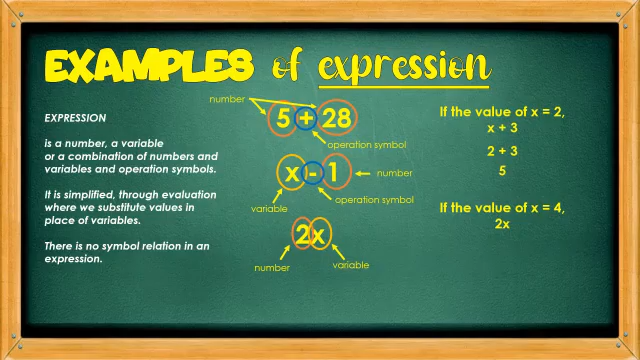 EXAMPLES of expression
EXPRESSION
is a number, a variable
or a combination of numbers and
variables and operation symbols.
It is simplified, through evaluation
where we substitute values in
place of variables.
There is no symbol relation in an
expression.
number
5 + 28
operation symbol
x - 1
number
operation symbol
variable
2x
number
variable
If the value of x = 2,
x + 3
2 + 3
5
If the value of x = 4,
2x